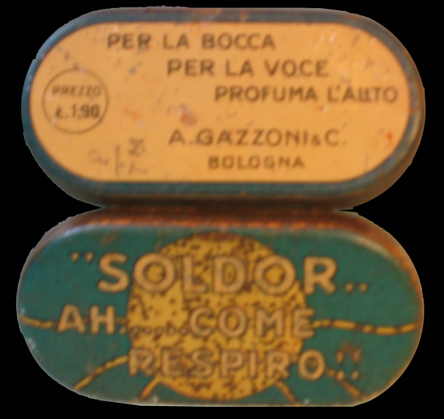 PER LA BOCCA
PER LA VOCE
PROFUMA L'ALITO
PREZZO
£.1,90
A. GAZZONI & C.
BOLOGNA
"SOLDOR"
AH... COME
RESPIRO!!